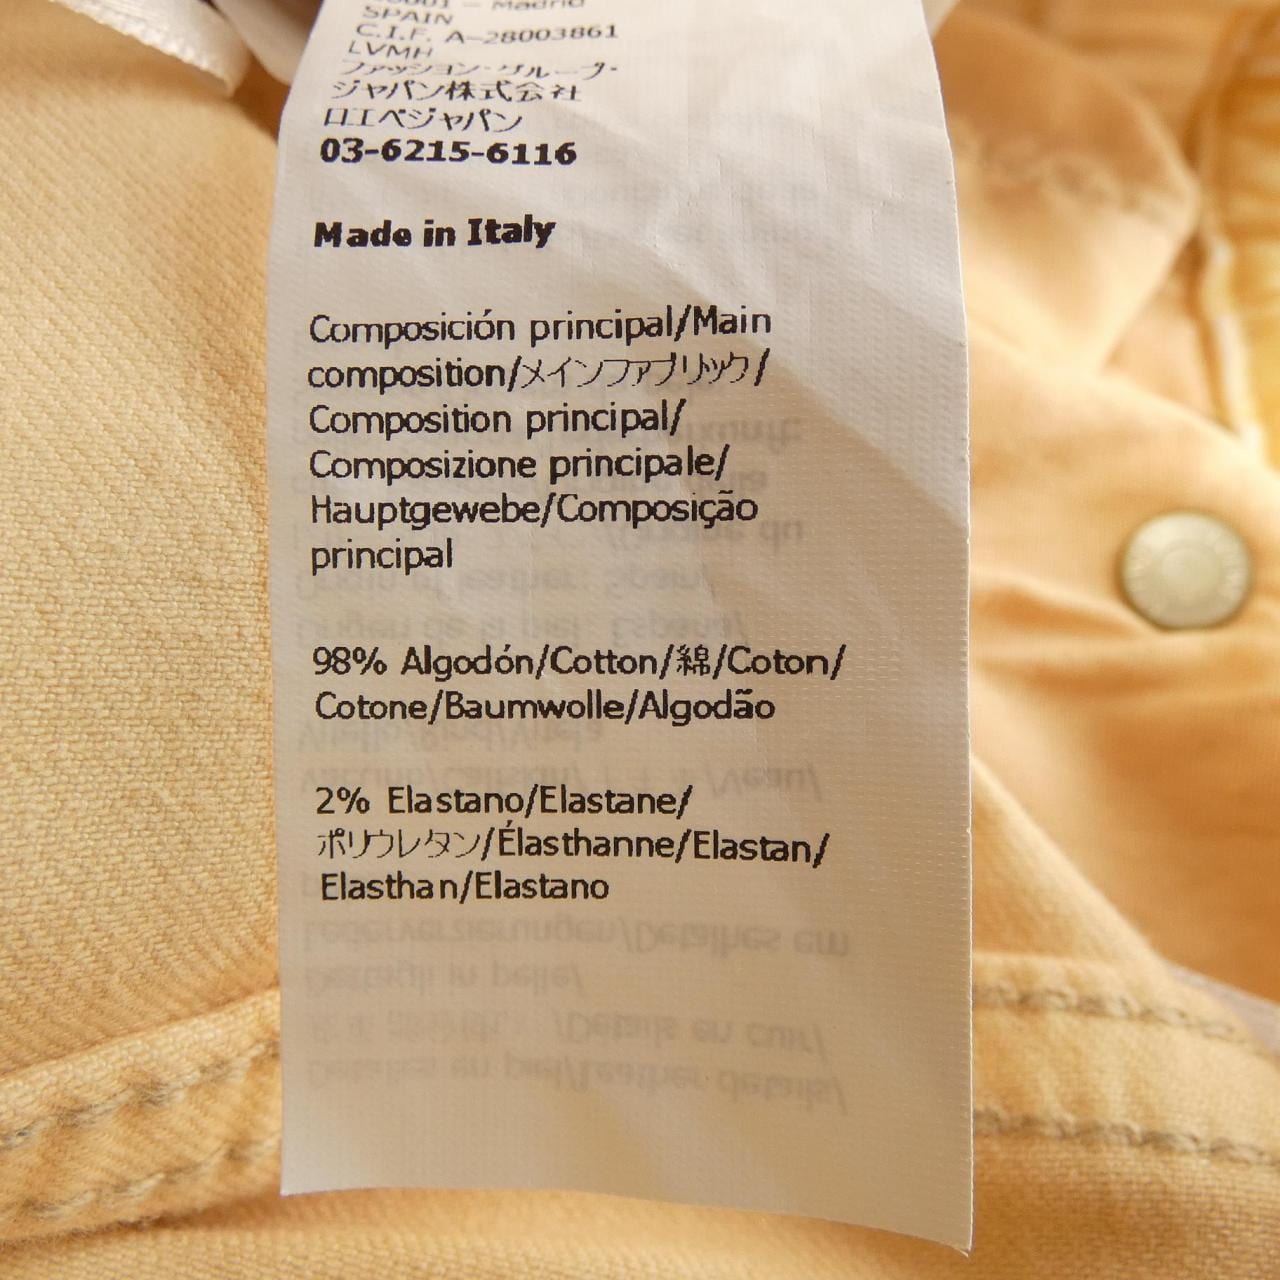 28001 – Madrid
SPAIN
C.I.F. A-28003861
LVMH
ファッション・グループ・
ジャパン株式会社
ロエベジャパン
03-6215-6116
Made in Italy
Composición principal/Main
composition/メインファブリック/
Composition principal/
Composizione principale/
Hauptgewebe/Composição
principal
98% Algodón/Cotton/綿/Coton/
Cotone/Baumwolle/Algodão
2% Elastano/Elastane/
ポリウレタン/Élasthanne/Elastan/
Elasthan/Elastano